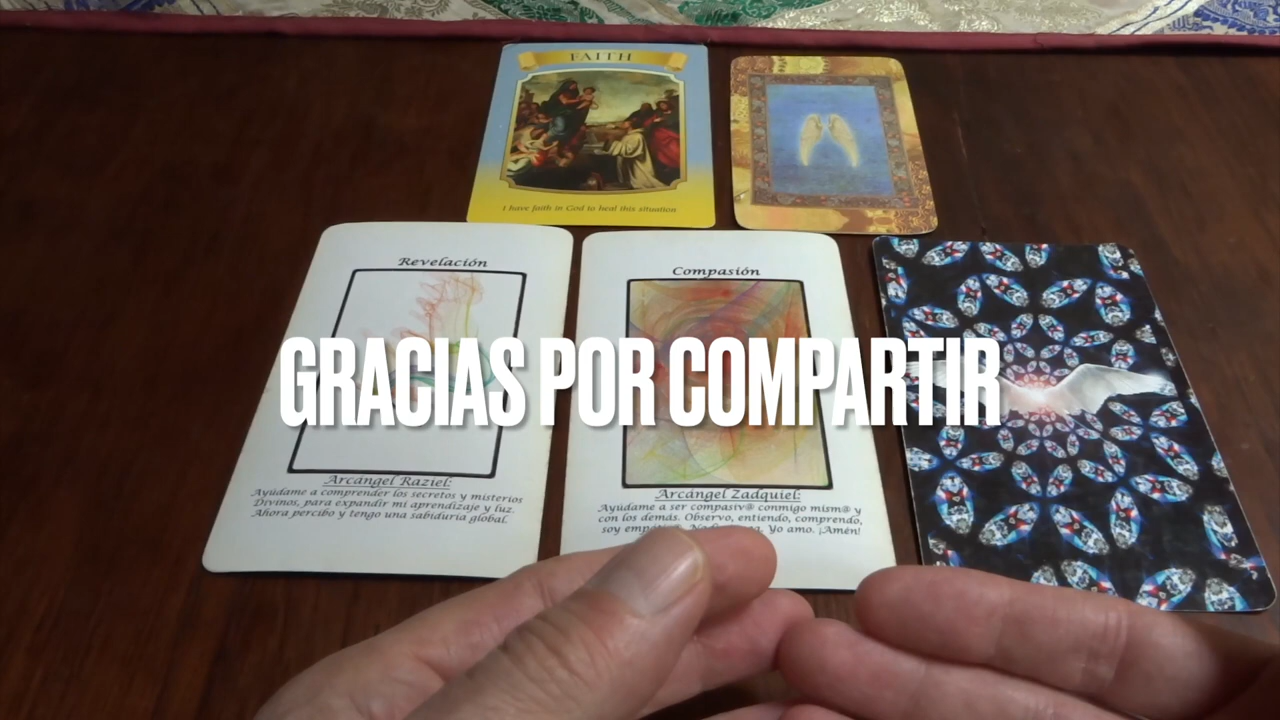 FAITH
I have faith in God to heal this situation
Revelación
Arcángel Raziel:
Ayúdame a comprender los secretos y misterios
Divinos, para expandir mi aprendizaje y luz.
Ahora percibo y tengo una sabiduría global.
Compasión
Arcángel Zadquiel:
Ayúdame a ser compasiv@ conmigo mism@ y
con los demás. Observo, entiendo, comprendo,
soy Yo amo. ¡Amén!
GRACIAS POR COMPARTIR